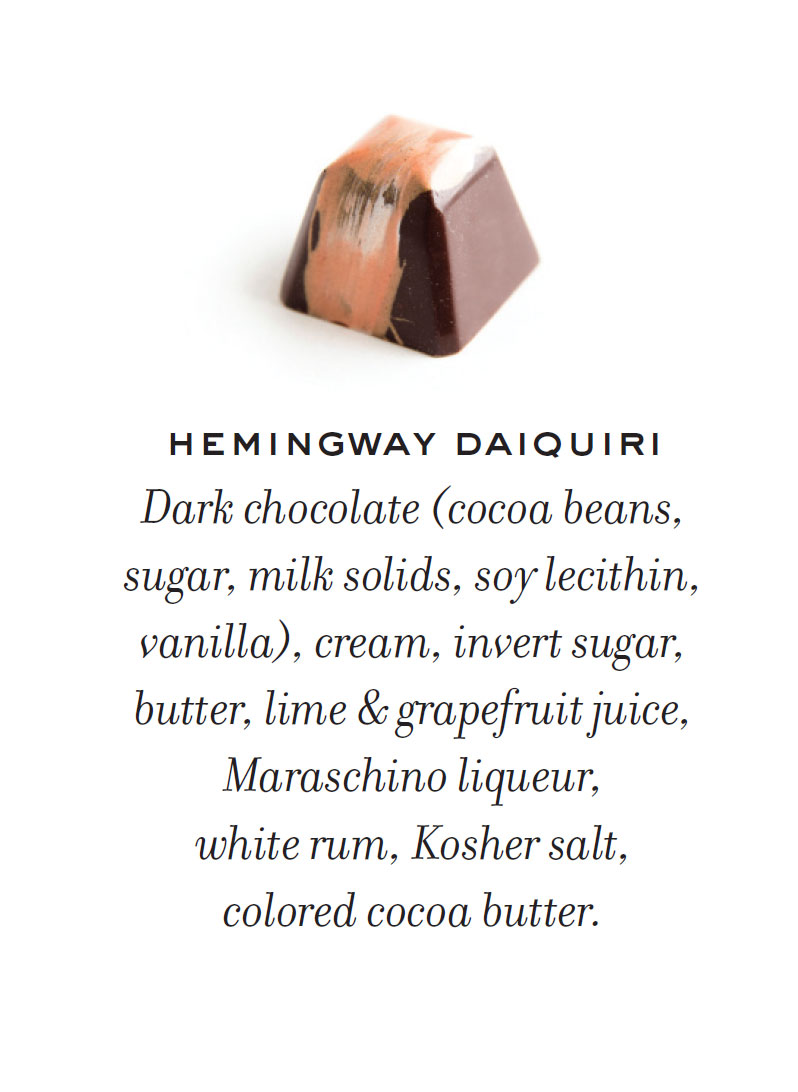 HEMINGWAY DAIQUIRI
Dark chocolate (cocoa beans,
sugar, milk solids, soy lecithin,
vanilla), cream, invert sugar,
butter, lime & grapefruit juice,
Maraschino liqueur,
white rum, Kosher salt,
colored cocoa butter.